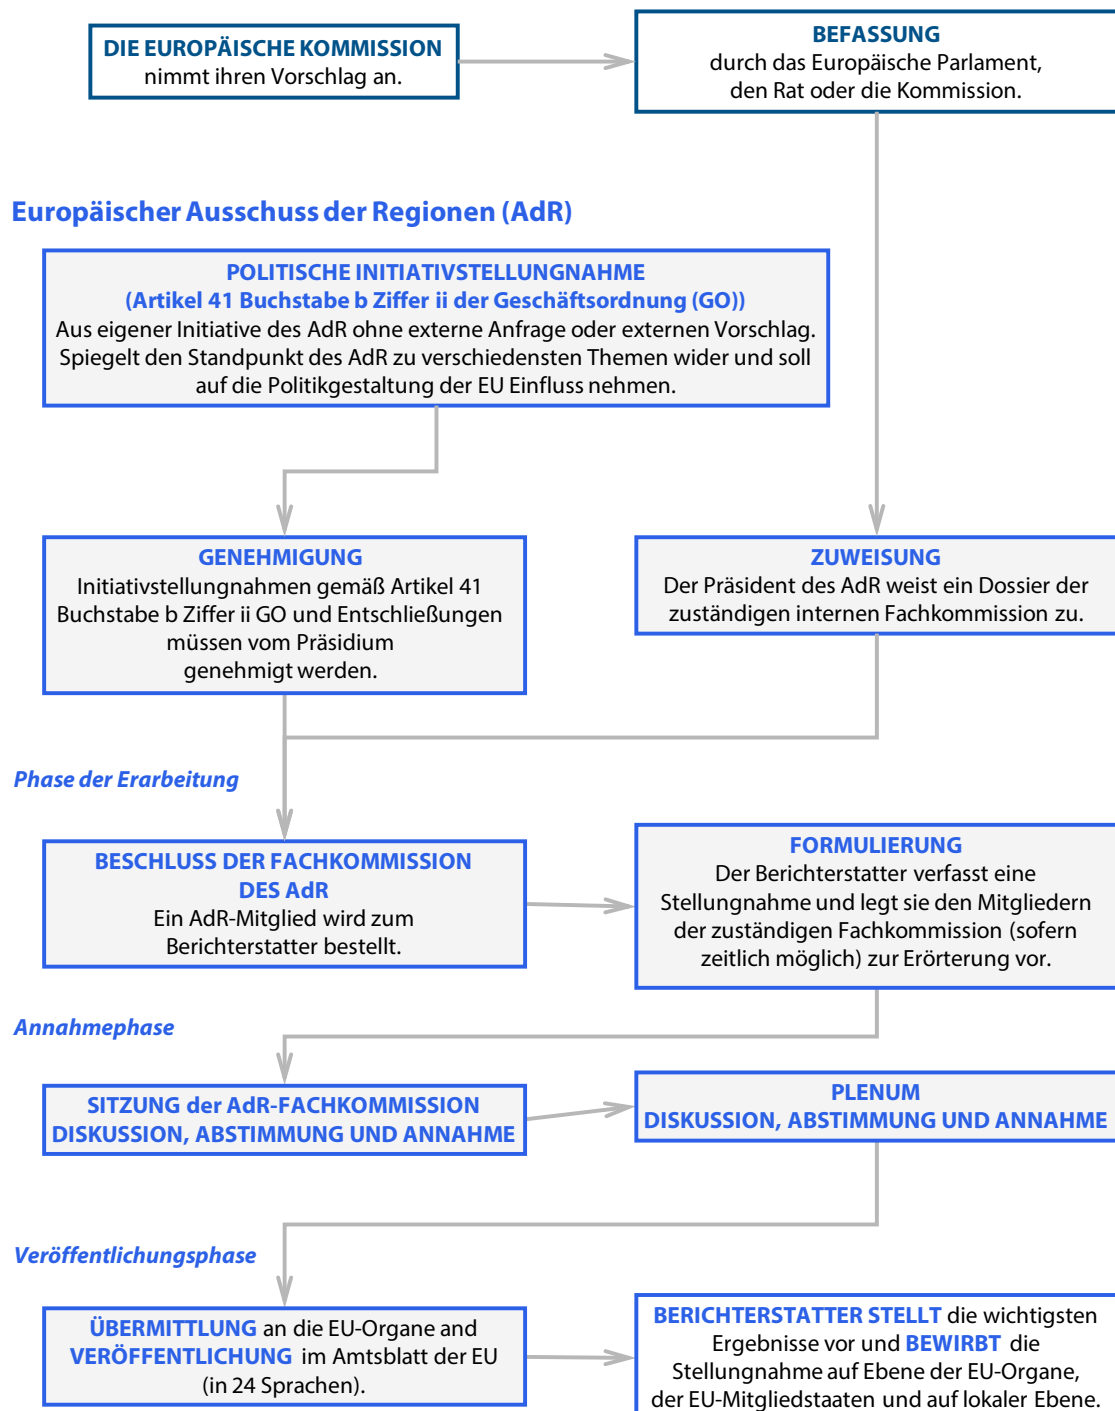 DIE EUROPÄISCHE KOMMISSION
nimmt ihren Vorschlag an.
BEFASSUNG
durch das Europäische Parlament,
den Rat oder die Kommission.
Europäischer Ausschuss der Regionen (AdR)
POLITISCHE INITIATIVSTELLUNGNAHME
(Artikel 41 Buchstabe b Ziffer ii der Geschäftsordnung (GO))
Aus eigener Initiative des AdR ohne externe Anfrage oder externen Vorschlag.
Spiegelt den Standpunkt des AdR zu verschiedensten Themen wider und soll
auf die Politikgestaltung der EU Einfluss nehmen.
GENEHMIGUNG
Initiativstellungnahmen gemäß Artikel 41
Buchstabe b Ziffer ii GO und Entschließungen
müssen vom Präsidium
genehmigt werden.
ZUWEISUNG
Der Präsident des AdR weist ein Dossier der
zuständigen internen Fachkommission zu.
Phase der Erarbeitung
BESCHLUSS DER FACHKOMMISSION
DES AdR
Ein AdR-Mitglied wird zum
Berichterstatter bestellt.
FORMULIERUNG
Der Berichterstatter verfasst eine
Stellungnahme und legt sie den Mitgliedern
der zuständigen Fachkommission (sofern
zeitlich möglich) zur Erörterung vor.
Annahmephase
SITZUNG der AdR-FACHKOMMISSION
DISKUSSION, ABSTIMMUNG UND ANNAHME
PLENUM
DISKUSSION, ABSTIMMUNG UND ANNAHME
Veröffentlichungsphase
ÜBERMITTLUNG an die EU-Organe and
VERÖFFENTLICHUNG im Amtsblatt der EU
(in 24 Sprachen).
BERICHTERSTATTER STELLT die wichtigsten
Ergebnisse vor und BEWIRBT die
Stellungnahme auf Ebene der EU-Organe,
der EU-Mitgliedstaaten und auf lokaler Ebene.